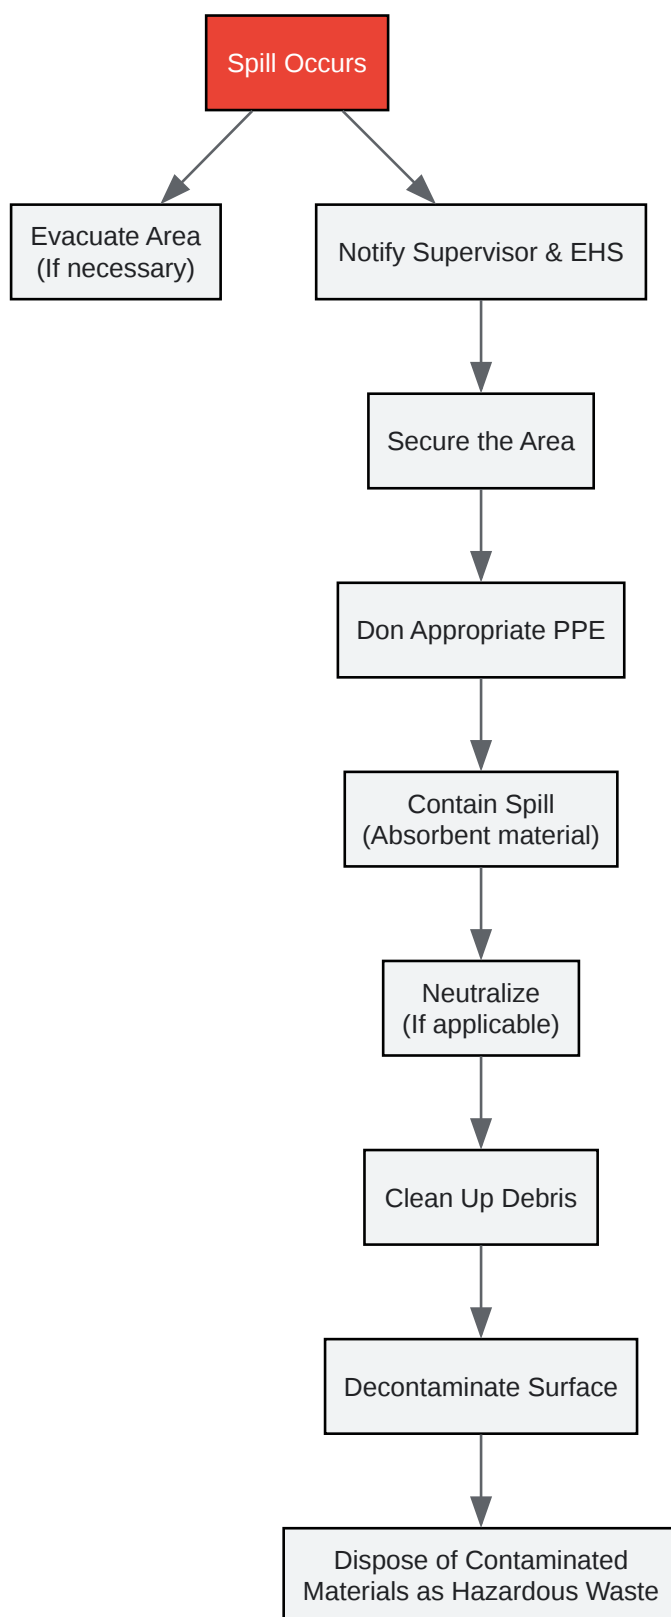 Spill Occurs
Evacuate Area
(If necessary)
Notify Supervisor & EHS
Secure the Area
Don Appropriate PPE
Contain Spill
(Absorbent material)
Neutralize
(If applicable)
Clean Up Debris
Decontaminate Surface
Dispose of Contaminated
Materials as Hazardous Waste